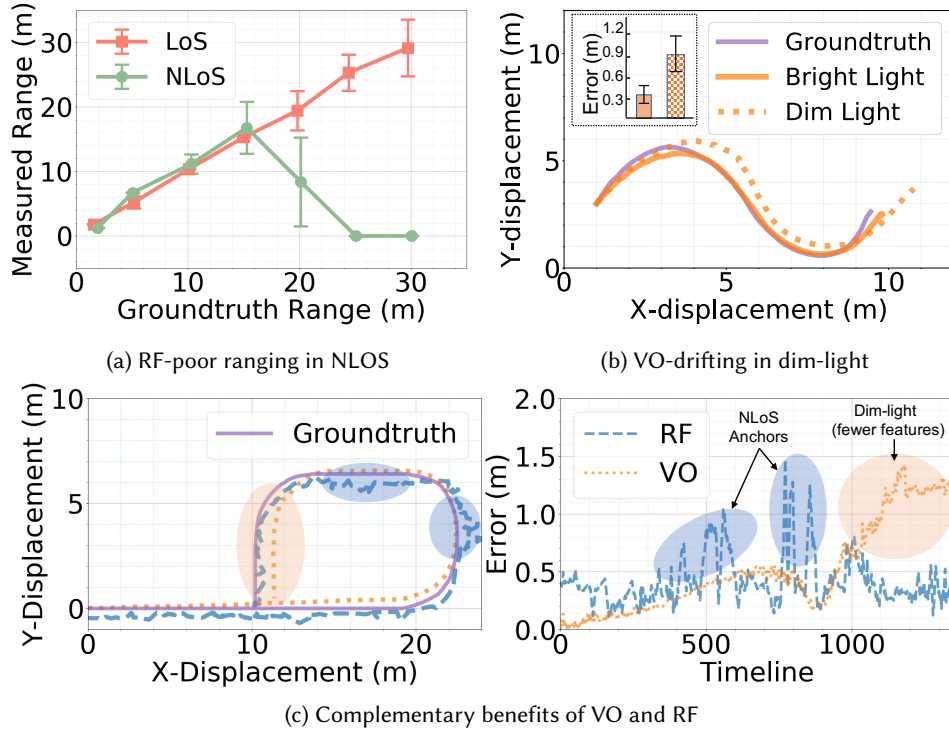 Measured Range (m)
30
20
10
0
LoS
NLoS
0 10 20 30
Groundtruth Range (m)
(a) RF-poor ranging in NLOS
Y-displacement (m)
10
5
0
Error (m)
1.2
0.9
0.6
0.3
Groundtruth
Bright Light
Dim Light
0 5 10
X-displacement (m)
(b) VO-drifting in dim-light
Y-Displacement (m)
10
5
0
Groundtruth
0 10 20
X-Displacement (m)
Error (m)
2.0
1.5
1.0
0.5
0.0
RF
VO
NLoS
Anchors
Dim-light
(fewer features)
0 500 1000
Timeline
(c) Complementary benefits of VO and RF